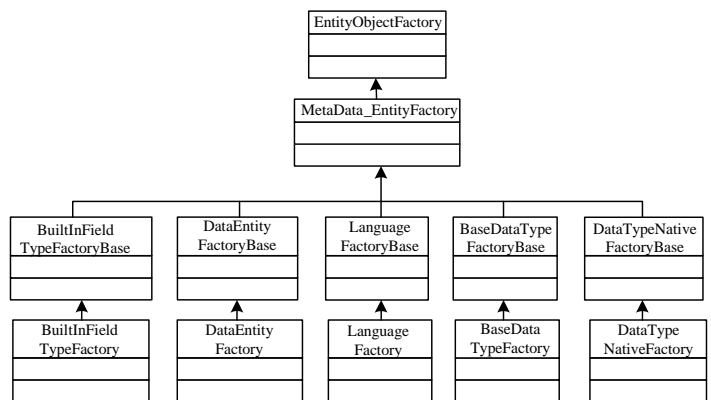 EntityObjectFactory
MetaData_EntityFactory
BuiltInField
TypeFactoryBase
DataEntity
FactoryBase
Language
FactoryBase
BaseDataType
FactoryBase
DataTypeNative
FactoryBase
BuiltInField
TypeFactory
DataEntity
Factory
Language
Factory
BaseData
TypeFactory
DataType
NativeFactory